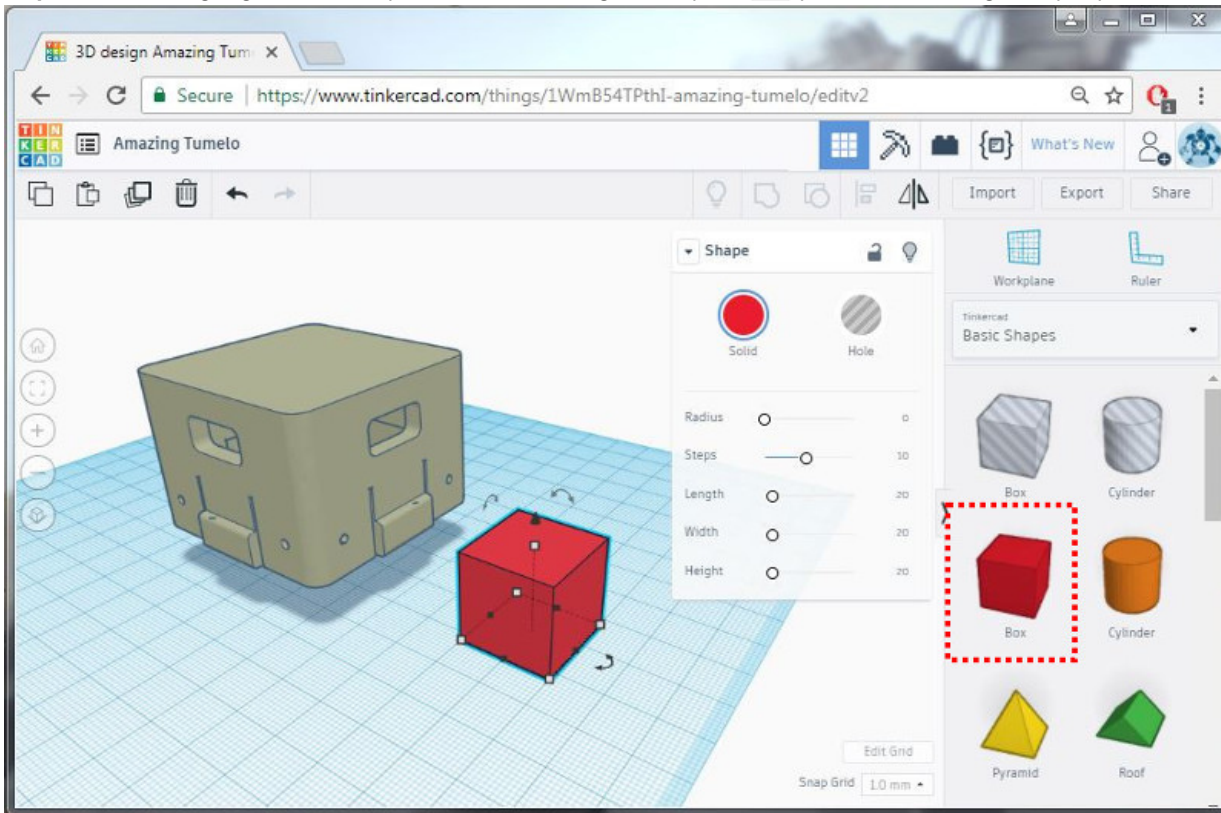 3D design Amazing Tum
Secure | https://www.tinkercad.com/things/1WmB54TPthI-amazing-tumelo/editv2
1
TIN
KER
CAD
Amazing Tumelo
What's New
Import Export Share
Shape
Solid Hole
Radius 0
Steps 10
Length 20
Width 20
Height 20
Workplane Ruler
Tinkercad
Basic Shapes
Box Cylinder
Box Cylinder
Pyramid Roof
Edit Grid
Snap Grid 1.0 mm